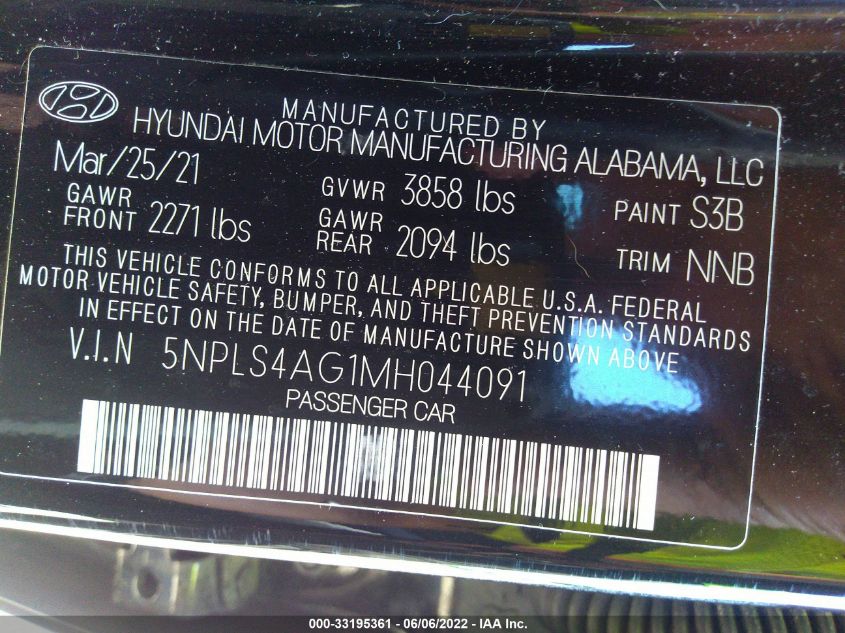 MANUFACTURED BY
HYUNDAI MOTOR MANUFACTURING ALABAMA, LLC
Mar/25/21 GVWR 3858 lbs PAINT S3B
GAWR FRONT 2271 lbs GAWR REAR 2094 lbs TRIM NNB
THIS VEHICLE CONFORMS TO ALL APPLICABLE U.S.A. FEDERAL
MOTOR VEHICLE SAFETY, BUMPER, AND THEFT PREVENTION STANDARDS
IN EFFECT ON THE DATE OF MANUFACTURE SHOWN ABOVE
V.I.N 5NPLS4AG1MH044091
PASSENGER CAR
000-33195361 - 06/06/2022 - IAA Inc.